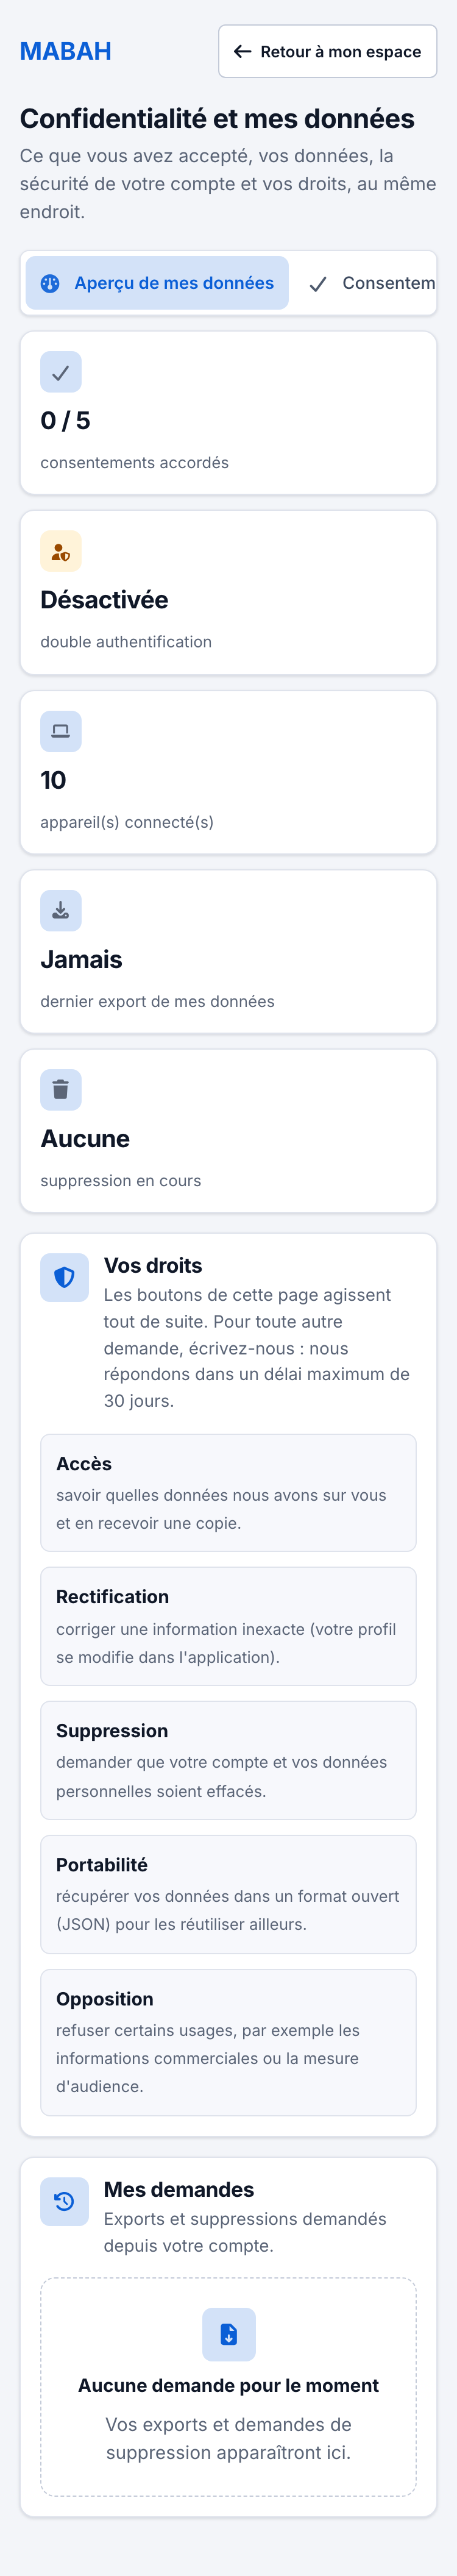 MABAH
Retour à mon espace
Confidentialité et mes données
Ce que vous avez accepté, vos données, la
sécurité de votre compte et vos droits, au même
endroit.
Aperçu de mes données
Consentem
0 / 5
consentements accordés
Désactivée
double authentification
10
appareil(s) connecté(s)
Jamais
dernier export de mes données
Aucune
suppression en cours
Vos droits
Les boutons de cette page agissent
tout de suite. Pour toute autre
demande, écrivez-nous : nous
répondons dans un délai maximum de
30 jours.
Accès
savoir quelles données nous avons sur vous
et en recevoir une copie.
Rectification
corriger une information inexacte (votre profil
se modifie dans l'application).
Suppression
demander que votre compte et vos données
personnelles soient effacés.
Portabilité
récupérer vos données dans un format ouvert
(JSON) pour les réutiliser ailleurs.
Opposition
refuser certains usages, par exemple les
informations commerciales ou la mesure
d'audience.
Mes demandes
Exports et suppressions demandés
depuis votre compte.
Aucune demande pour le moment
Vos exports et demandes de
suppression apparaîtront ici.